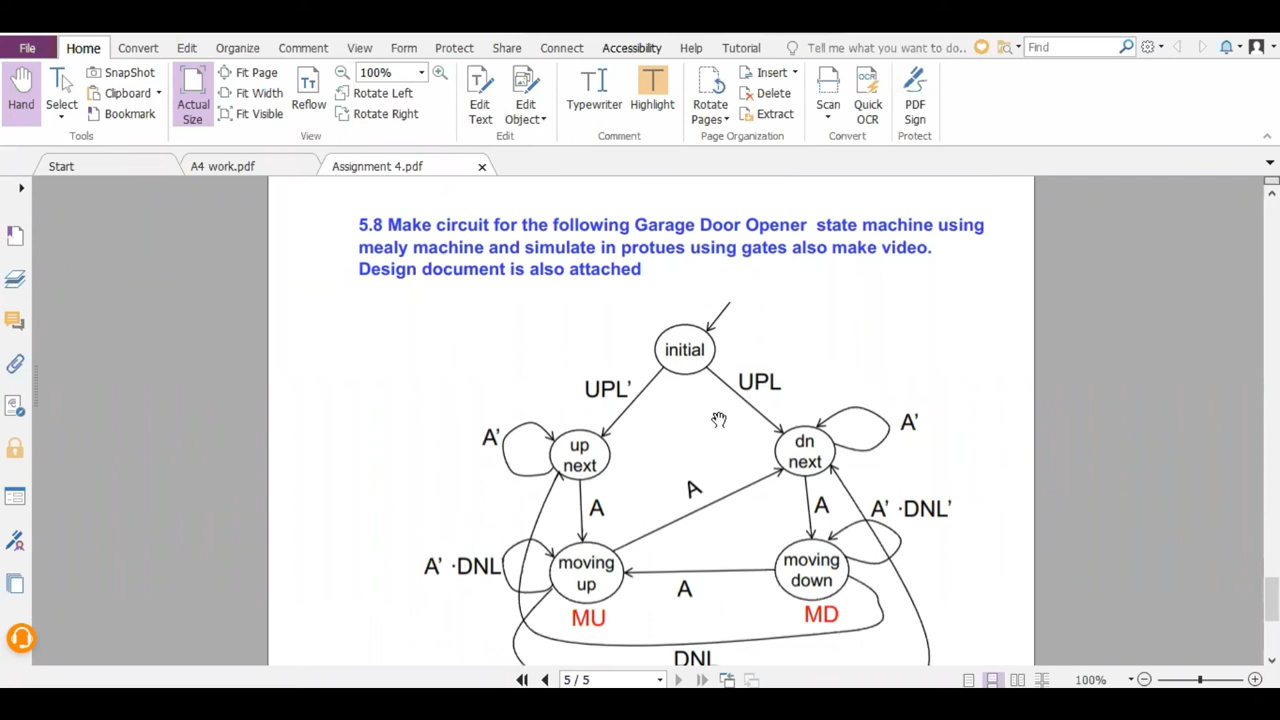 File Home Convert Edit Organize Comment View Form Protect Share Connect Accessibility Help Tutorial Tell me what you want to do.. Find
Hand
Select
SnapShot
Clipboard
Bookmark
Tools
Actual Size
Fit Page
Fit Width
Fit Visible
Reflow
100%
Rotate Left
Rotate Right
View
Edit Text
Edit Object
Edit
Typewriter
Highlight
Comment
Rotate Pages
Insert
Delete
Extract
Page Organization
Scan
Quick OCR
Convert
PDF Sign
Protect
Start A4 work.pdf Assignment 4.pdf
5.8 Make circuit for the following Garage Door Opener state machine using
mealy machine and simulate in protues using gates also make video.
Design document is also attached
initial
UPL' UPL
A' up next dn next A'
A A A
A' ·DNL'
A' ·DNL' moving up moving down
A
MU MD
DNL
5 / 5 100%